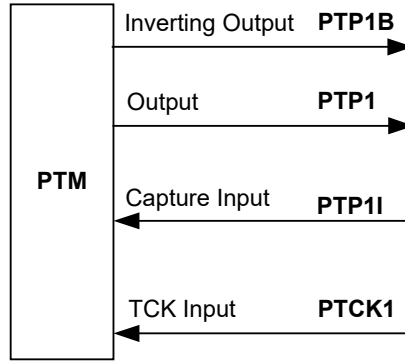 Inverting Output PTP1B
Output PTP1
PTM
Capture Input PTP1I
TCK Input PTCK1